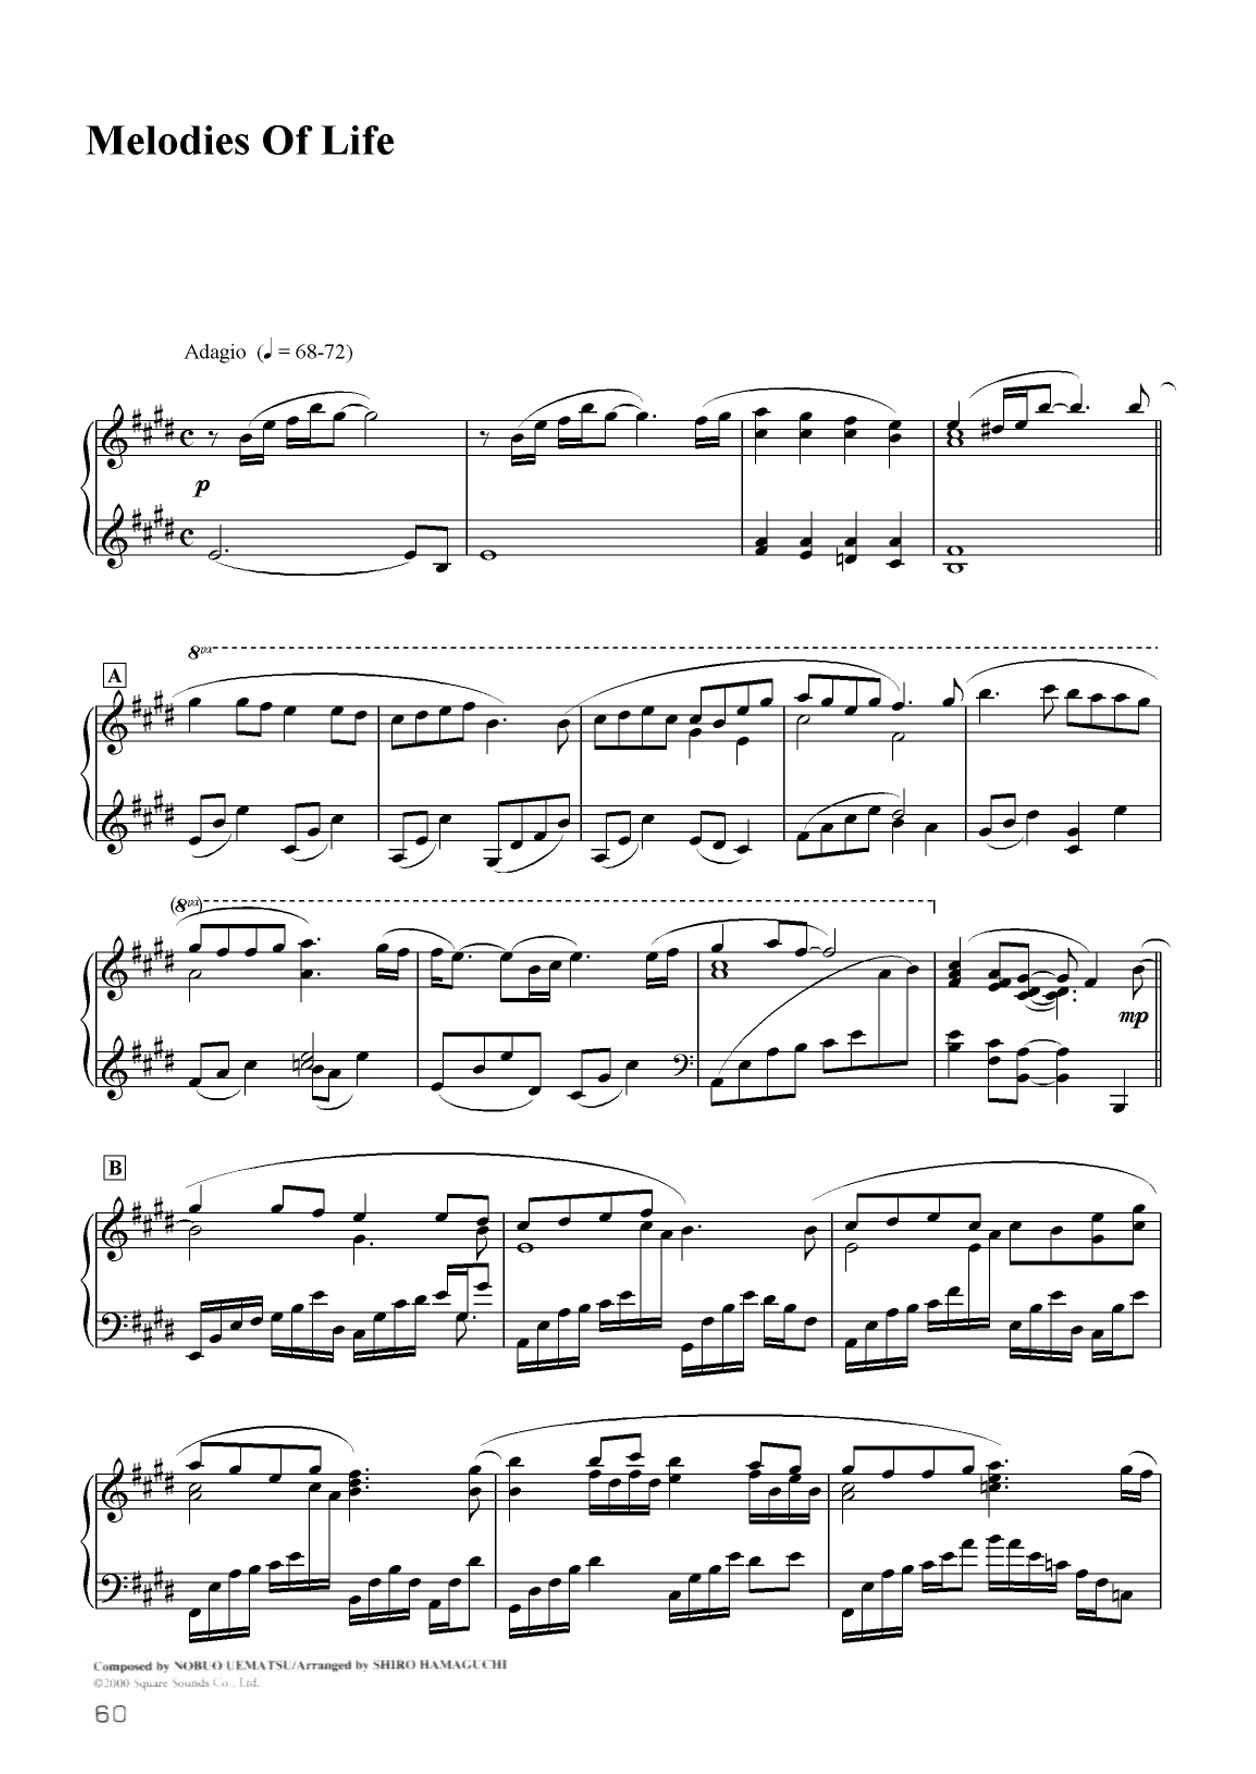 Melodies Of Life
Adagio (♩ = 68-72)
p
8va
A
(8va)
mp
B
Composed by NOBUO UEMATSU/Arranged by SHIRO HAMAGUCHI
©2000 Square Sounds Co., Ltd.
60